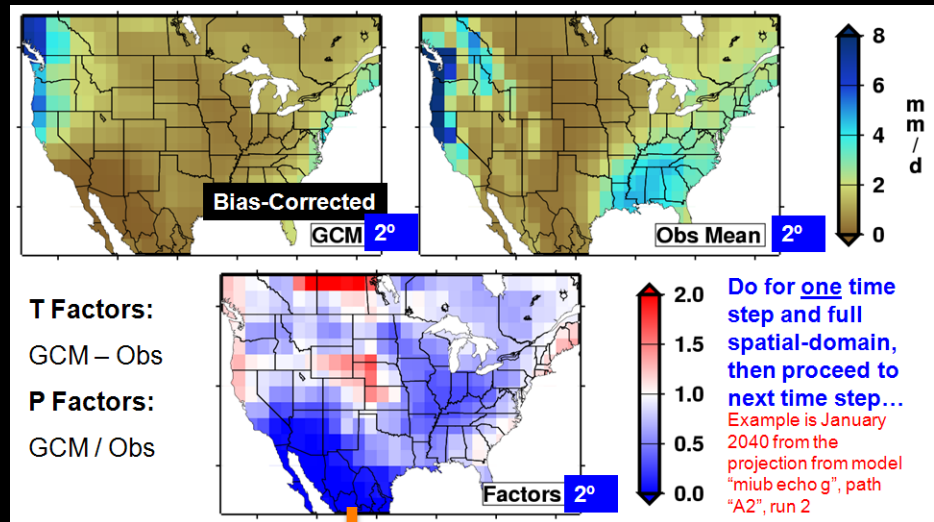 Bias-Corrected
GCM 2º
Obs Mean 2º
8
6
4
2
0
m
m
/
d
T Factors:
GCM – Obs
P Factors:
GCM / Obs
Factors 2º
2.0
1.5
1.0
0.5
0.0
Do for one time
step and full
spatial-domain,
then proceed to
next time step…
Example is January
2040 from the
projection from model
“miub echo g”, path
“A2”, run 2